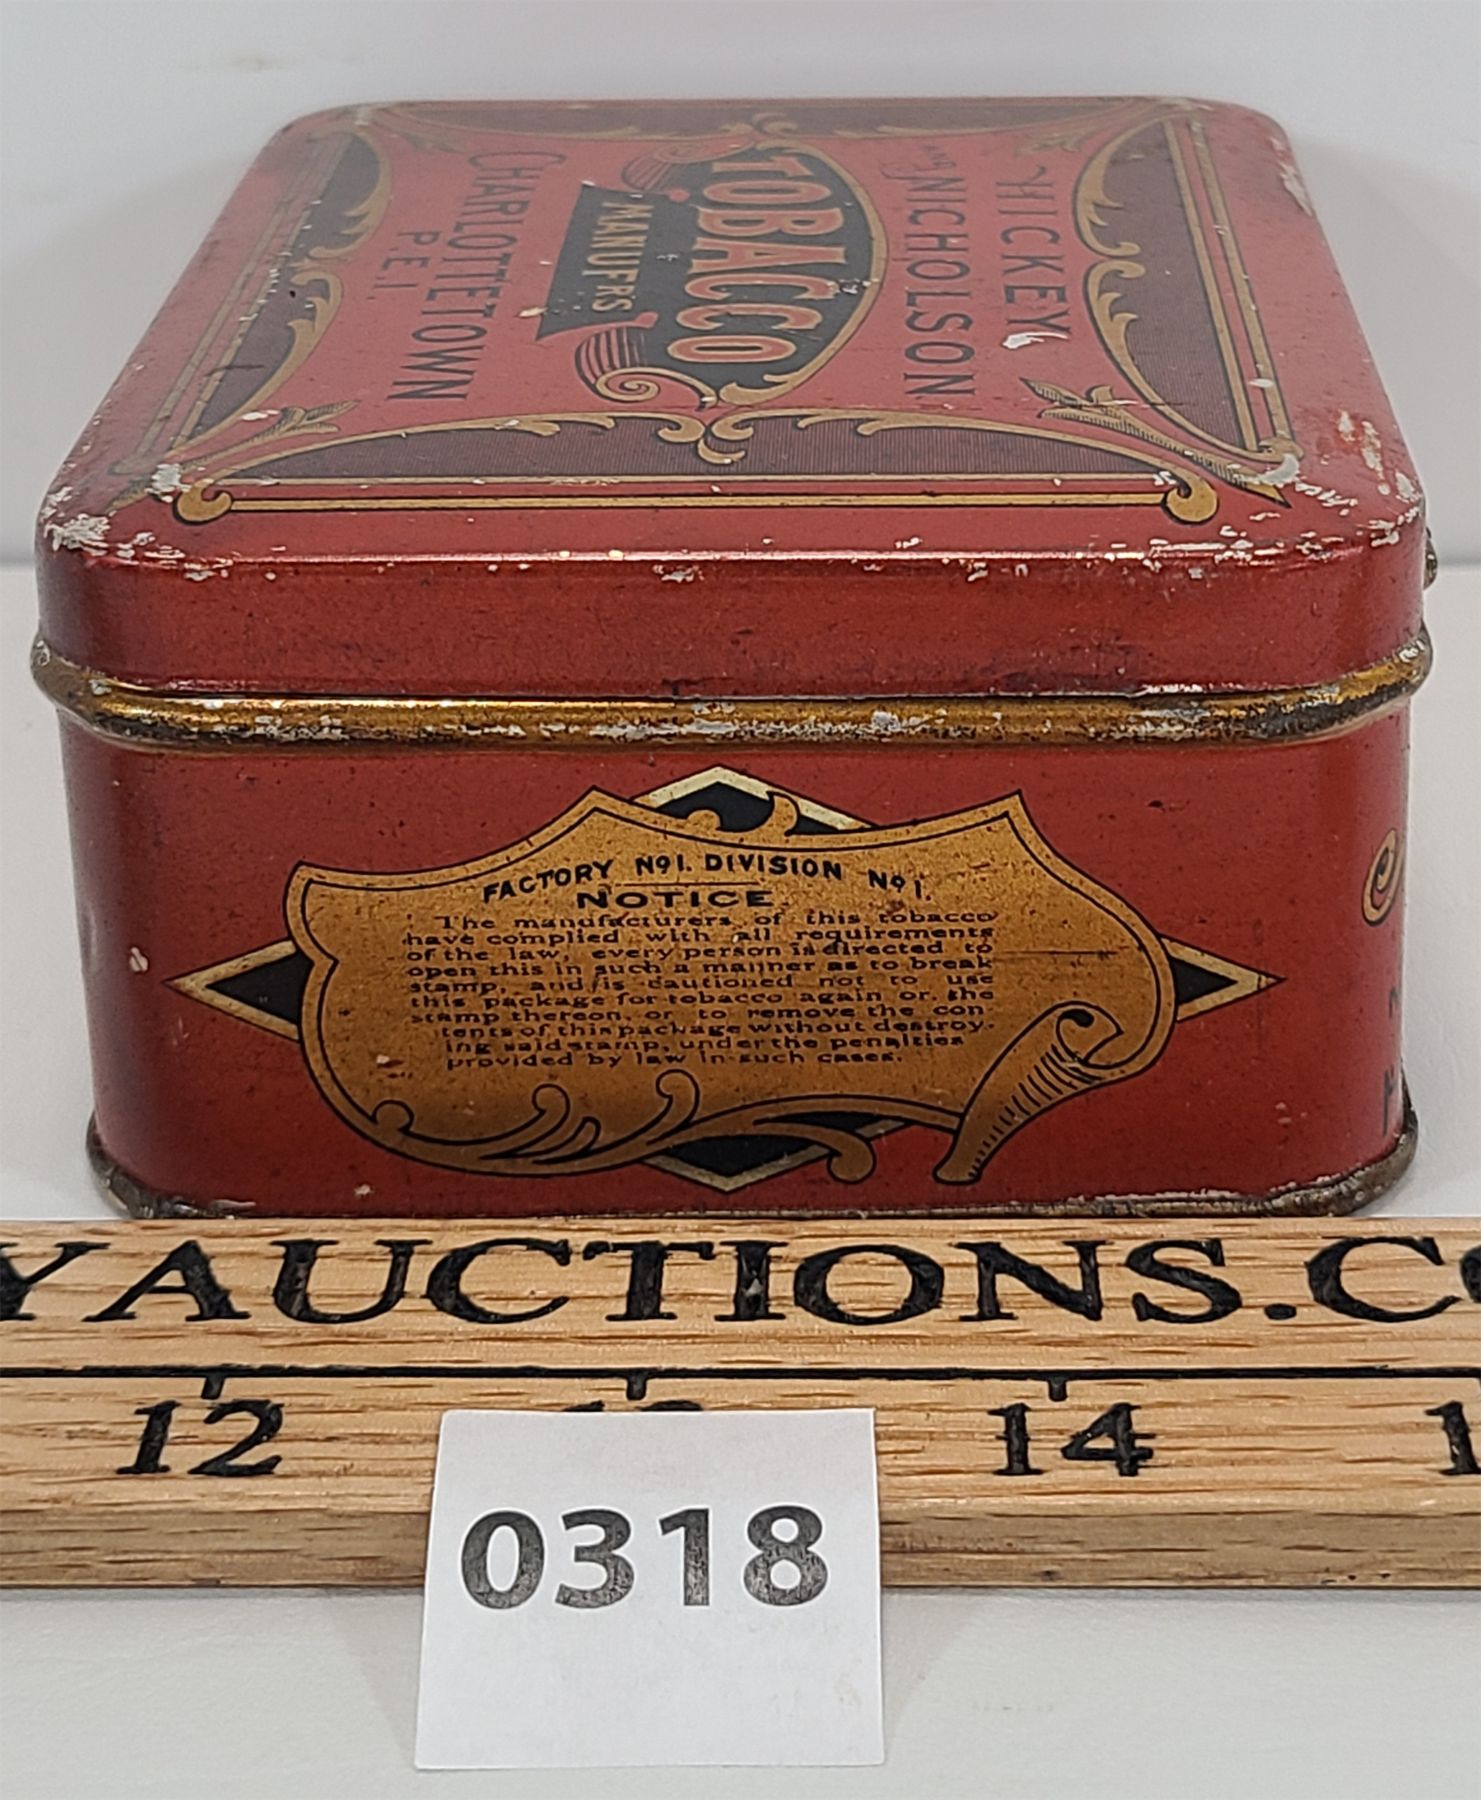 HICKEY
AND NICHOLSON
TOBACCO
MANUF'RS
CHARLOTTETOWN
P.E.I.
FACTORY Nº1. DIVISION Nº1.
NOTICE
The manufacturers of this tobacco
have complied with all requirements
of the law, every person is directed to
open this in such a manner as to break
stamp, and is cautioned not to use
this package for tobacco again or the
stamp thereon, or to remove the con
tents of this package without destroy-
ing said stamp, under the penalties
provided by law in such cases.
Y AUCTIONS.CO
12 14 1
0318